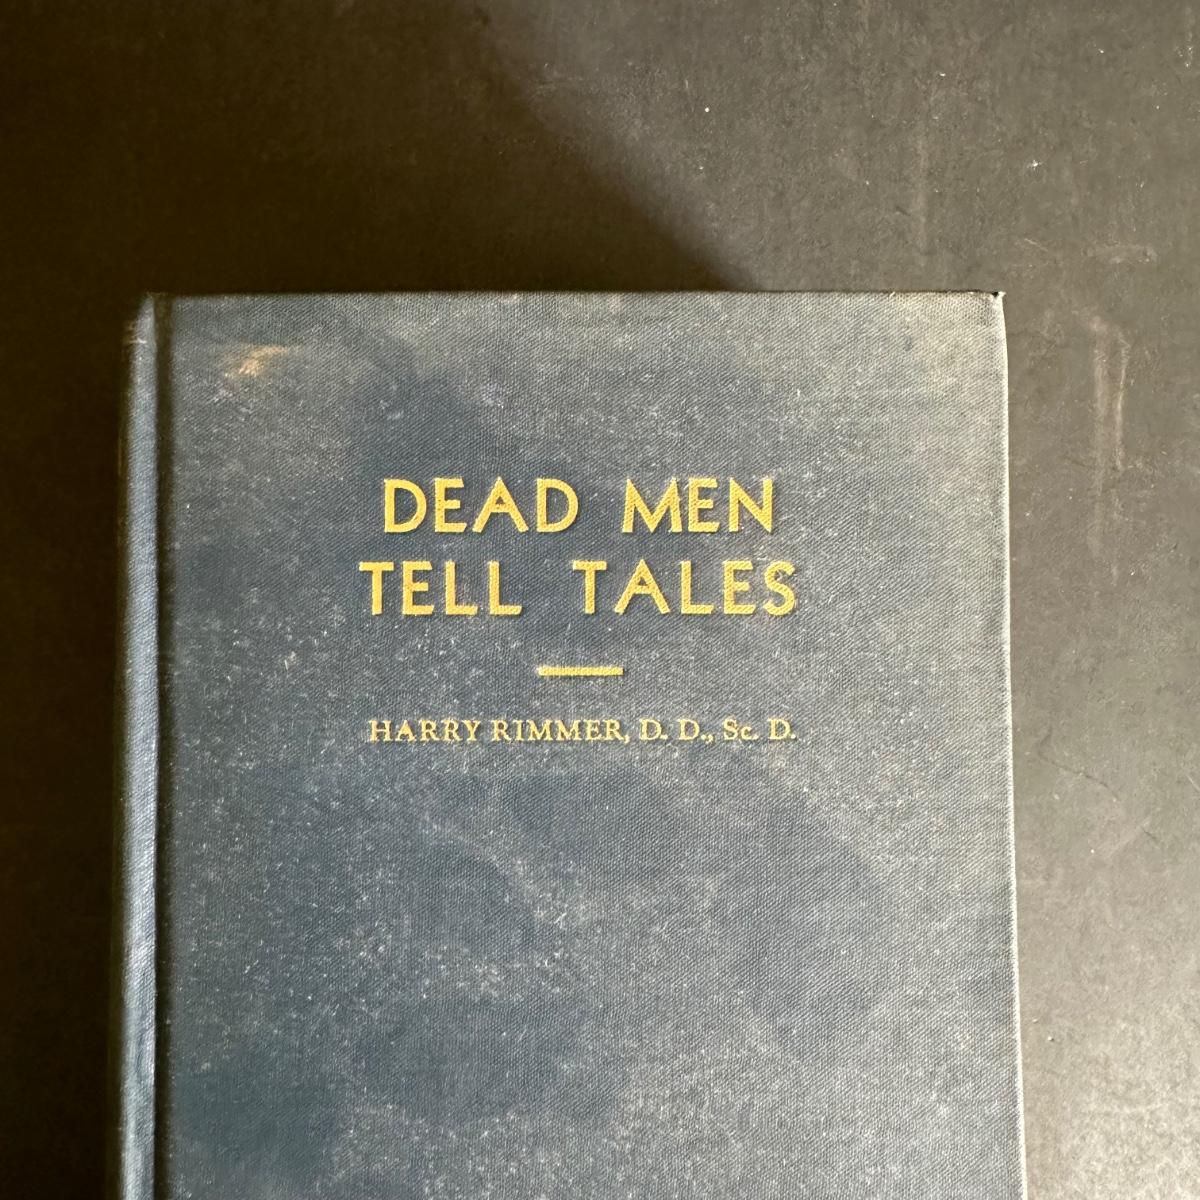 DEAD MEN
TELL TALES
HARRY RIMMER, D. D., Sc. D.